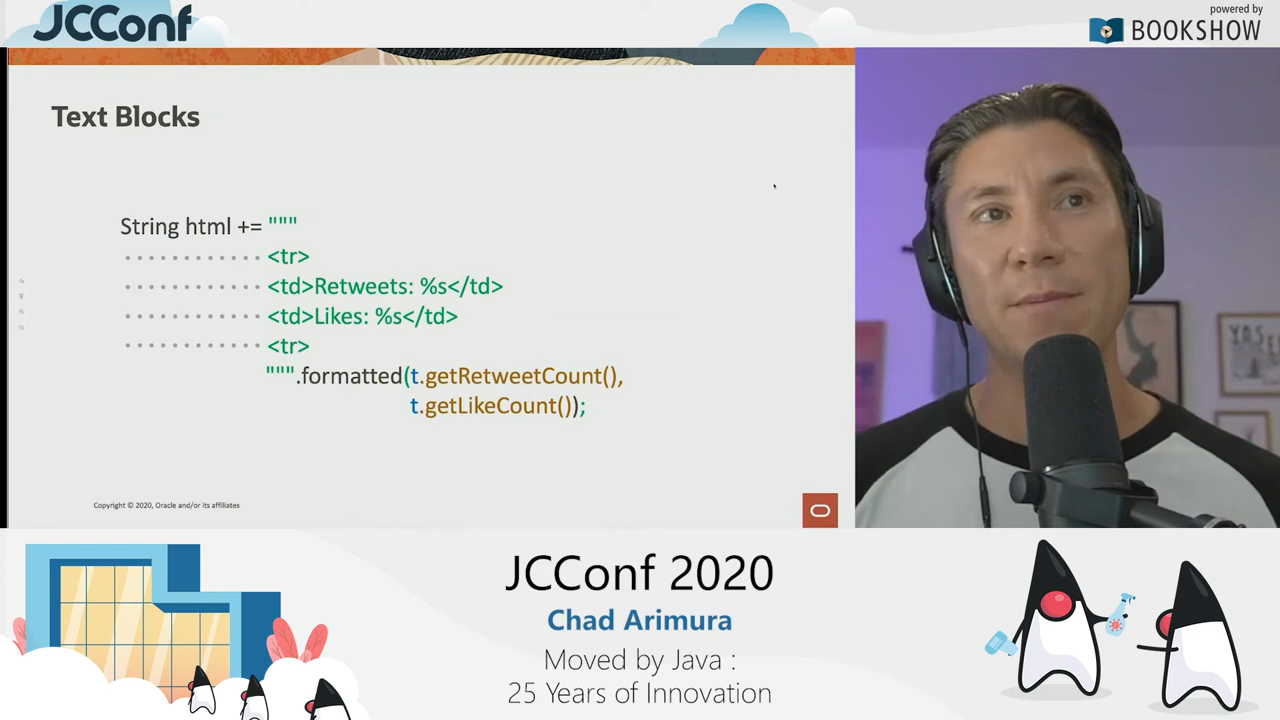 JCConf
powered by
BOOKSHOW
Text Blocks
String html += """
<tr>
<td>Retweets: %s</td>
<td>Likes: %s</td>
<tr>
""".formatted(t.getRetweetCount(),
t.getLikeCount());
Copyright © 2020, Oracle and/or its affiliates
JCConf 2020
Chad Arimura
Moved by Java :
25 Years of Innovation